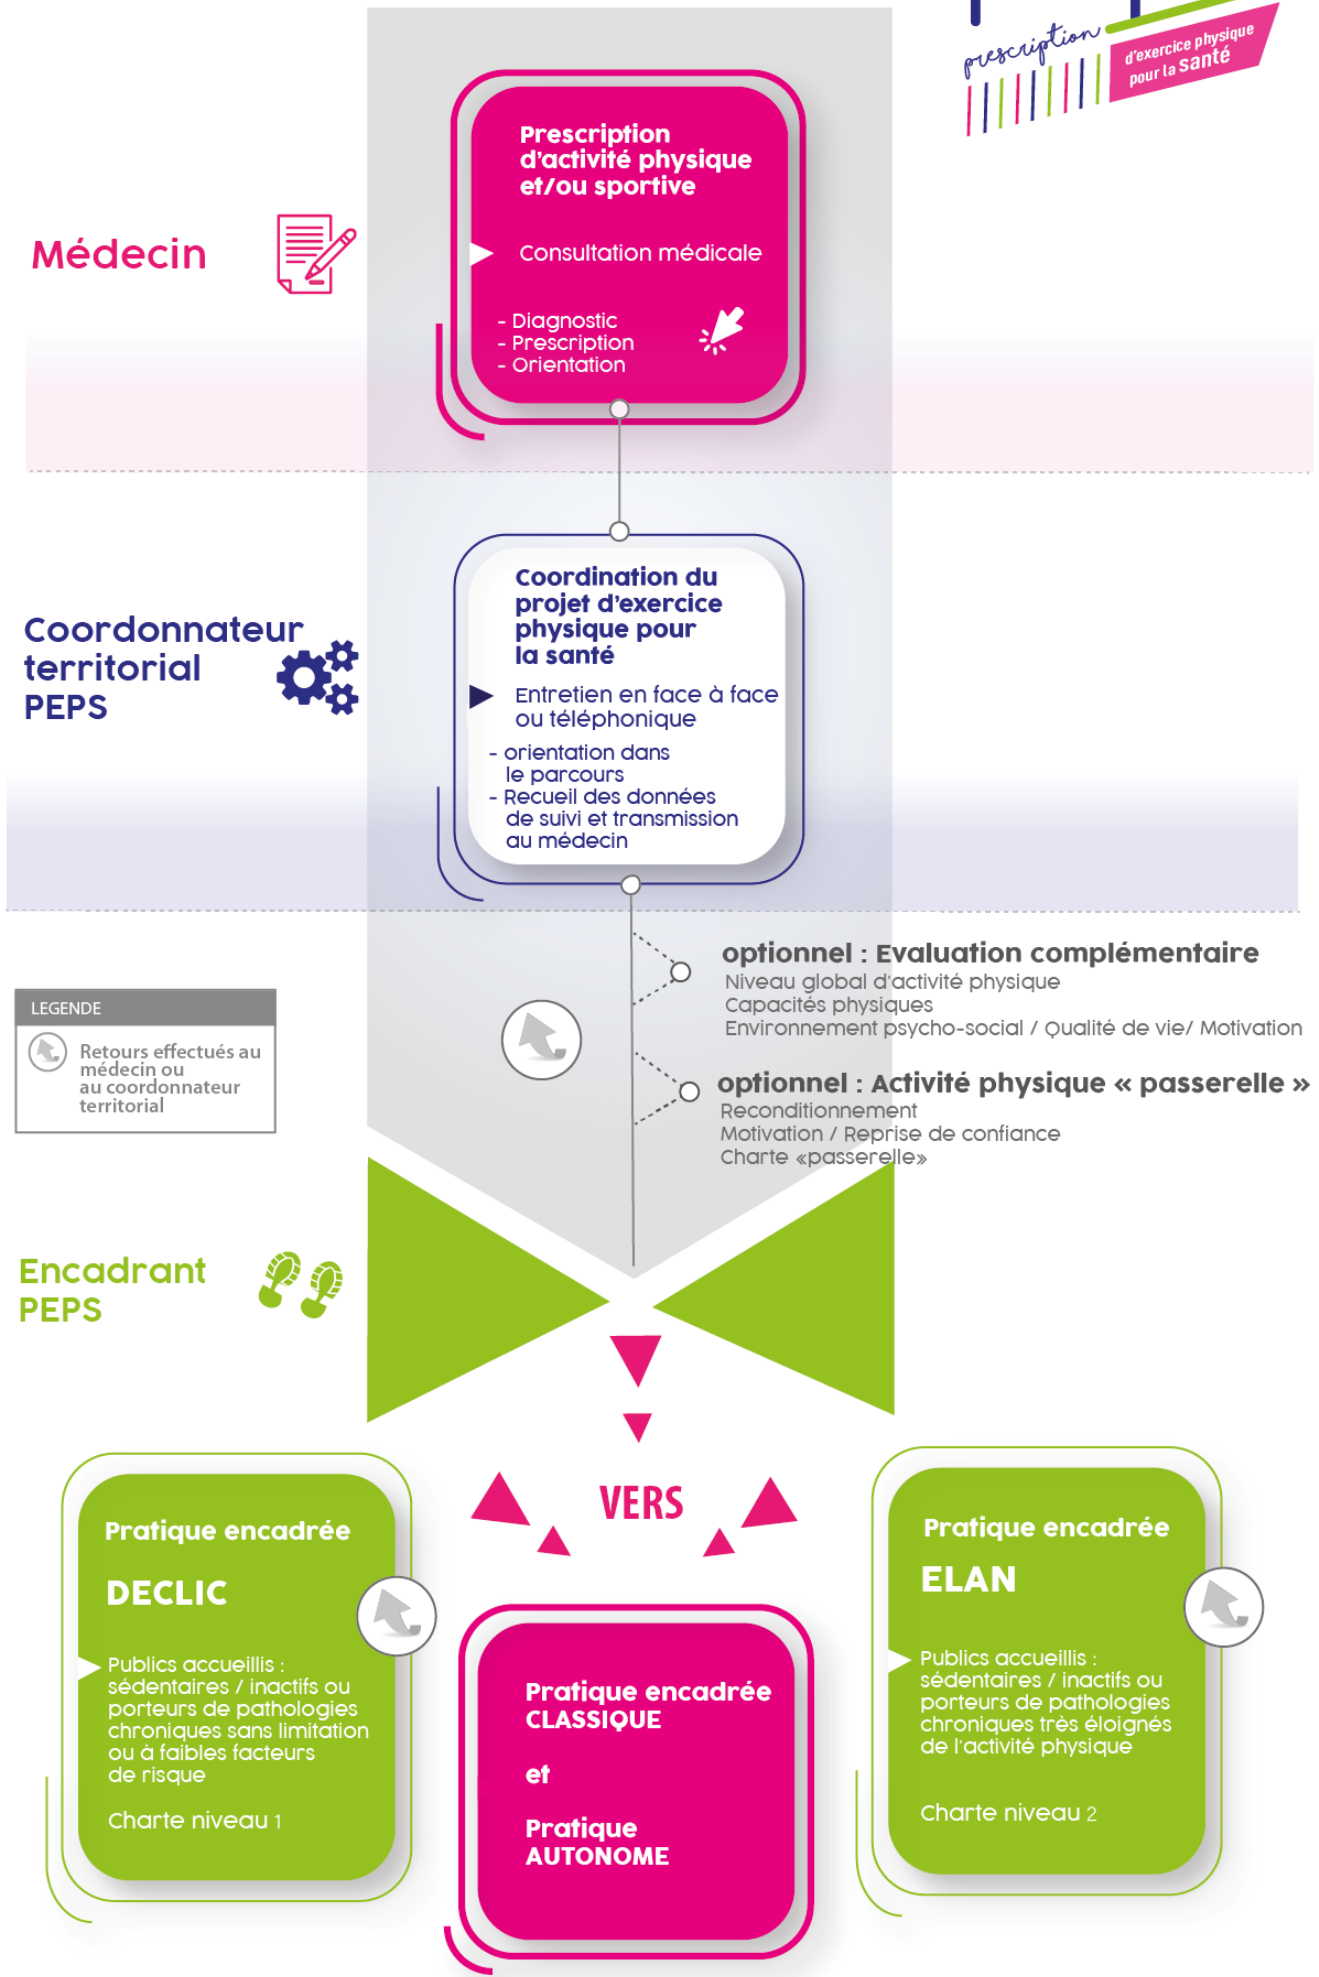 prescription
d'exercice physique
pour la santé
Prescription
d'activité physique
et/ou sportive
Médecin
Consultation médicale
- Diagnostic
- Prescription
- Orientation
Coordination du
projet d'exercice
physique pour
la santé
Coordonnateur
territorial
PEPS
Entretien en face à face
ou téléphonique
- orientation dans
le parcours
- Recueil des données
de suivi et transmission
au médecin
optionnel : Evaluation complémentaire
Niveau global d'activité physique
Capacités physiques
Environnement psycho-social / Qualité de vie/ Motivation
LEGENDE
Retours effectués au
médecin ou
au coordonnateur
territorial
optionnel : Activité physique « passerelle »
Reconditionnement
Motivation / Reprise de confiance
Charte «passerelle»
Encadrant
PEPS
VERS
Pratique encadrée
DECLIC
Publics accueillis :
sédentaires / inactifs ou
porteurs de pathologies
chroniques sans limitation
ou à faibles facteurs
de risque
Charte niveau 1
Pratique encadrée
CLASSIQUE
et
Pratique
AUTONOME
Pratique encadrée
ELAN
Publics accueillis :
sédentaires / inactifs ou
porteurs de pathologies
chroniques très éloignés
de l'activité physique
Charte niveau 2